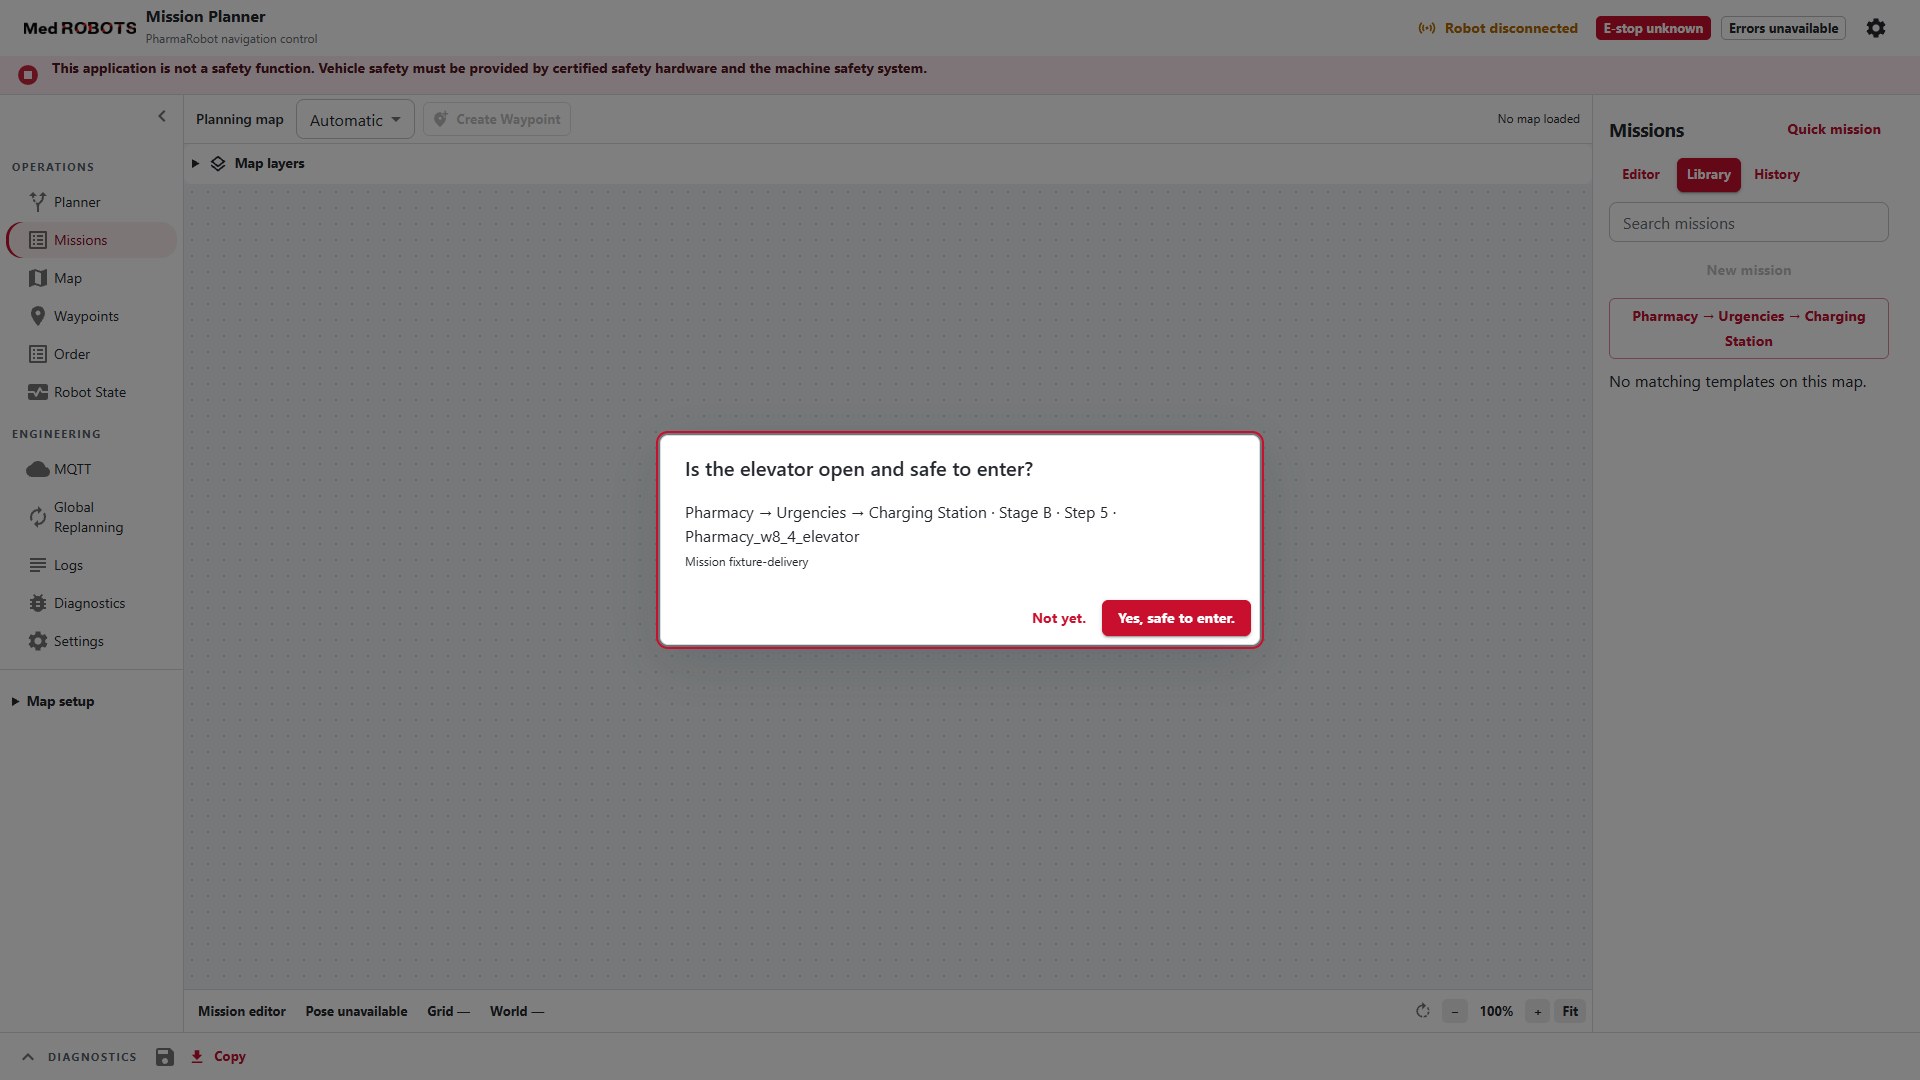 Med ROBOTS
Mission Planner
PharmaRobot navigation control
Robot disconnected
E-stop unknown
Errors unavailable
This application is not a safety function. Vehicle safety must be provided by certified safety hardware and the machine safety system.
OPERATIONS
Planner
Missions
Map
Waypoints
Order
Robot State
ENGINEERING
MQTT
Global
Replanning
Logs
Diagnostics
Settings
Map setup
Planning map
Automatic
Create Waypoint
No map loaded
Map layers
Is the elevator open and safe to enter?
Pharmacy → Urgencies → Charging Station · Stage B · Step 5 ·
Pharmacy_w8_4_elevator
Mission fixture-delivery
Not yet.
Yes, safe to enter.
Missions
Quick mission
Editor
Library
History
Search missions
New mission
Pharmacy → Urgencies → Charging
Station
No matching templates on this map.
Mission editor
Pose unavailable
Grid —
World —
−
100%
+
Fit
DIAGNOSTICS
Copy